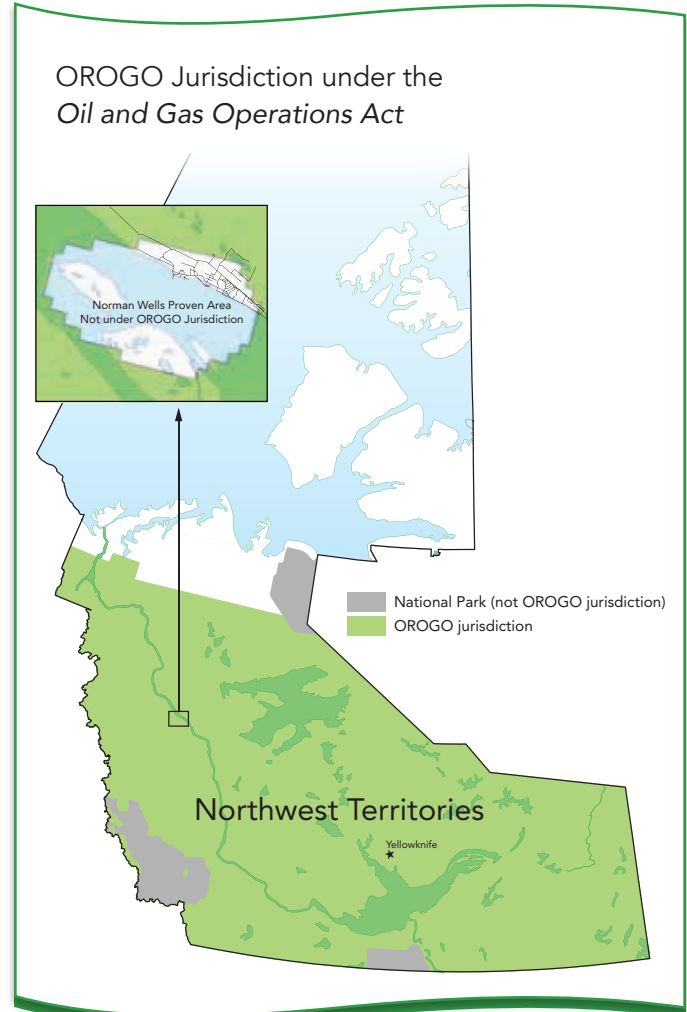 OROGO Jurisdiction under the
Oil and Gas Operations Act
Norman Wells Proven Area
Not under OROGO Jurisdiction
National Park (not OROGO jurisdiction)
OROGO jurisdiction
Northwest Territories
Yellowknife